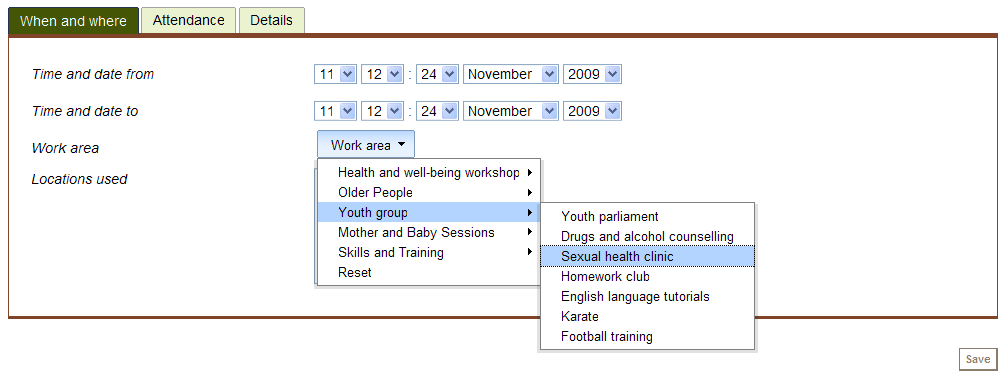 When and where Attendance Details
Time and date from 11 12 : 24 November 2009
Time and date to 11 12 : 24 November 2009
Work area Work area
Locations used
Health and well-being workshop
Older People
Youth group
Mother and Baby Sessions
Skills and Training
Reset
Youth parliament
Drugs and alcohol counselling
Sexual health clinic
Homework club
English language tutorials
Karate
Football training
Save